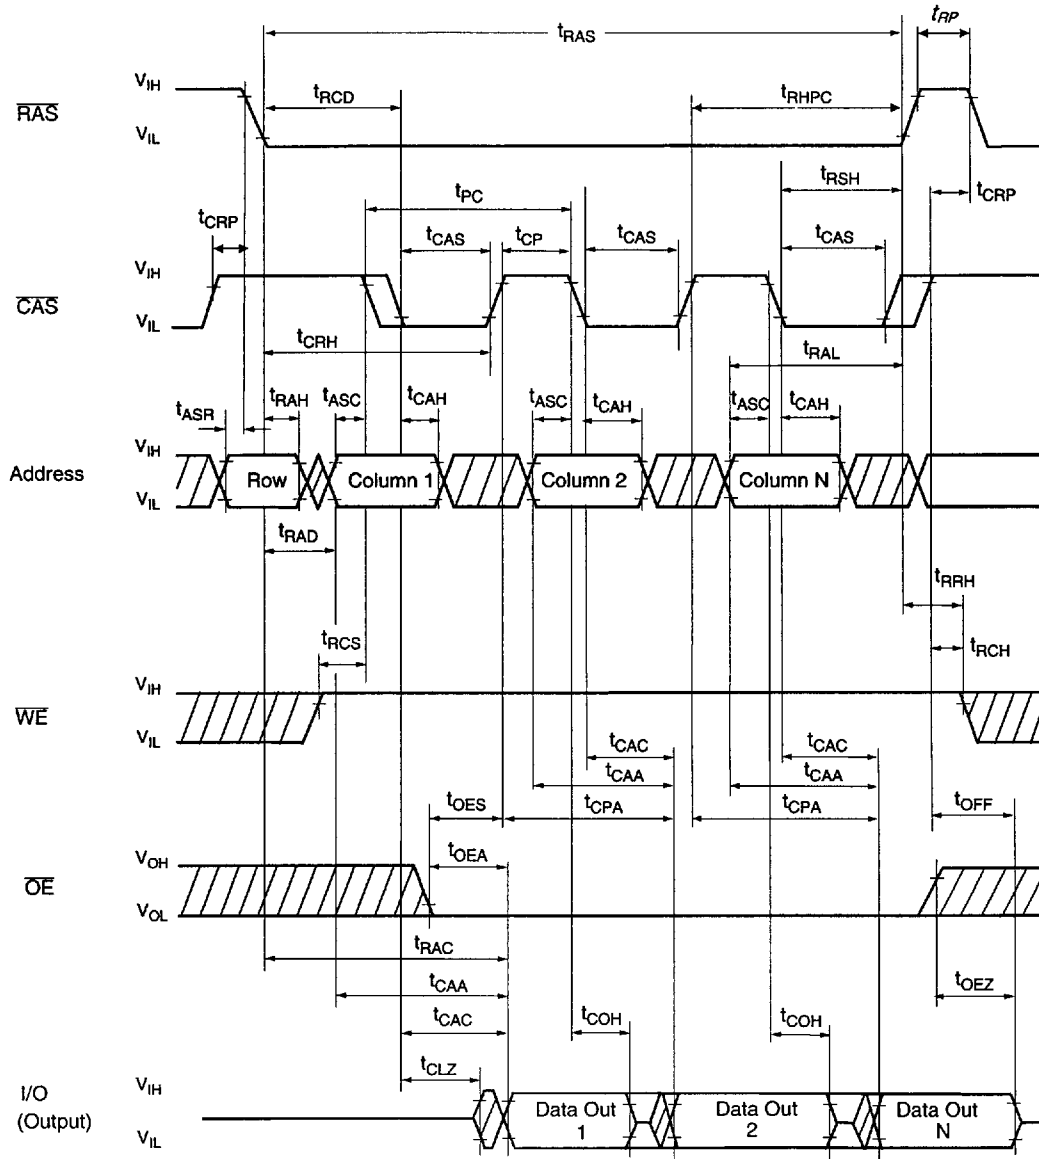 tRAS
tRP
VIH
RAS
VIL
tRCD
tRHPC
tRSH
tCRP
tPC
tCRP
tCAS
tCP
tCAS
tCAS
VIH
CAS
VIL
tCRH
tRAL
tASR
tRAH
tASC
tCAH
tASC
tCAH
tASC
tCAH
VIH
Address
VIL
Row
Column 1
Column 2
Column N
tRAD
tRRH
tRCS
tRCH
VIH
WE
VIL
tCAC
tCAC
tCAA
tCAA
tOES
tCPA
tCPA
tOFF
tOEA
VOH
OE
VOL
tRAC
tCAA
tOEZ
tCAC
tCOH
tCOH
tCLZ
I/O
(Output)
VIH
VIL
Data Out
1
Data Out
2
Data Out
N